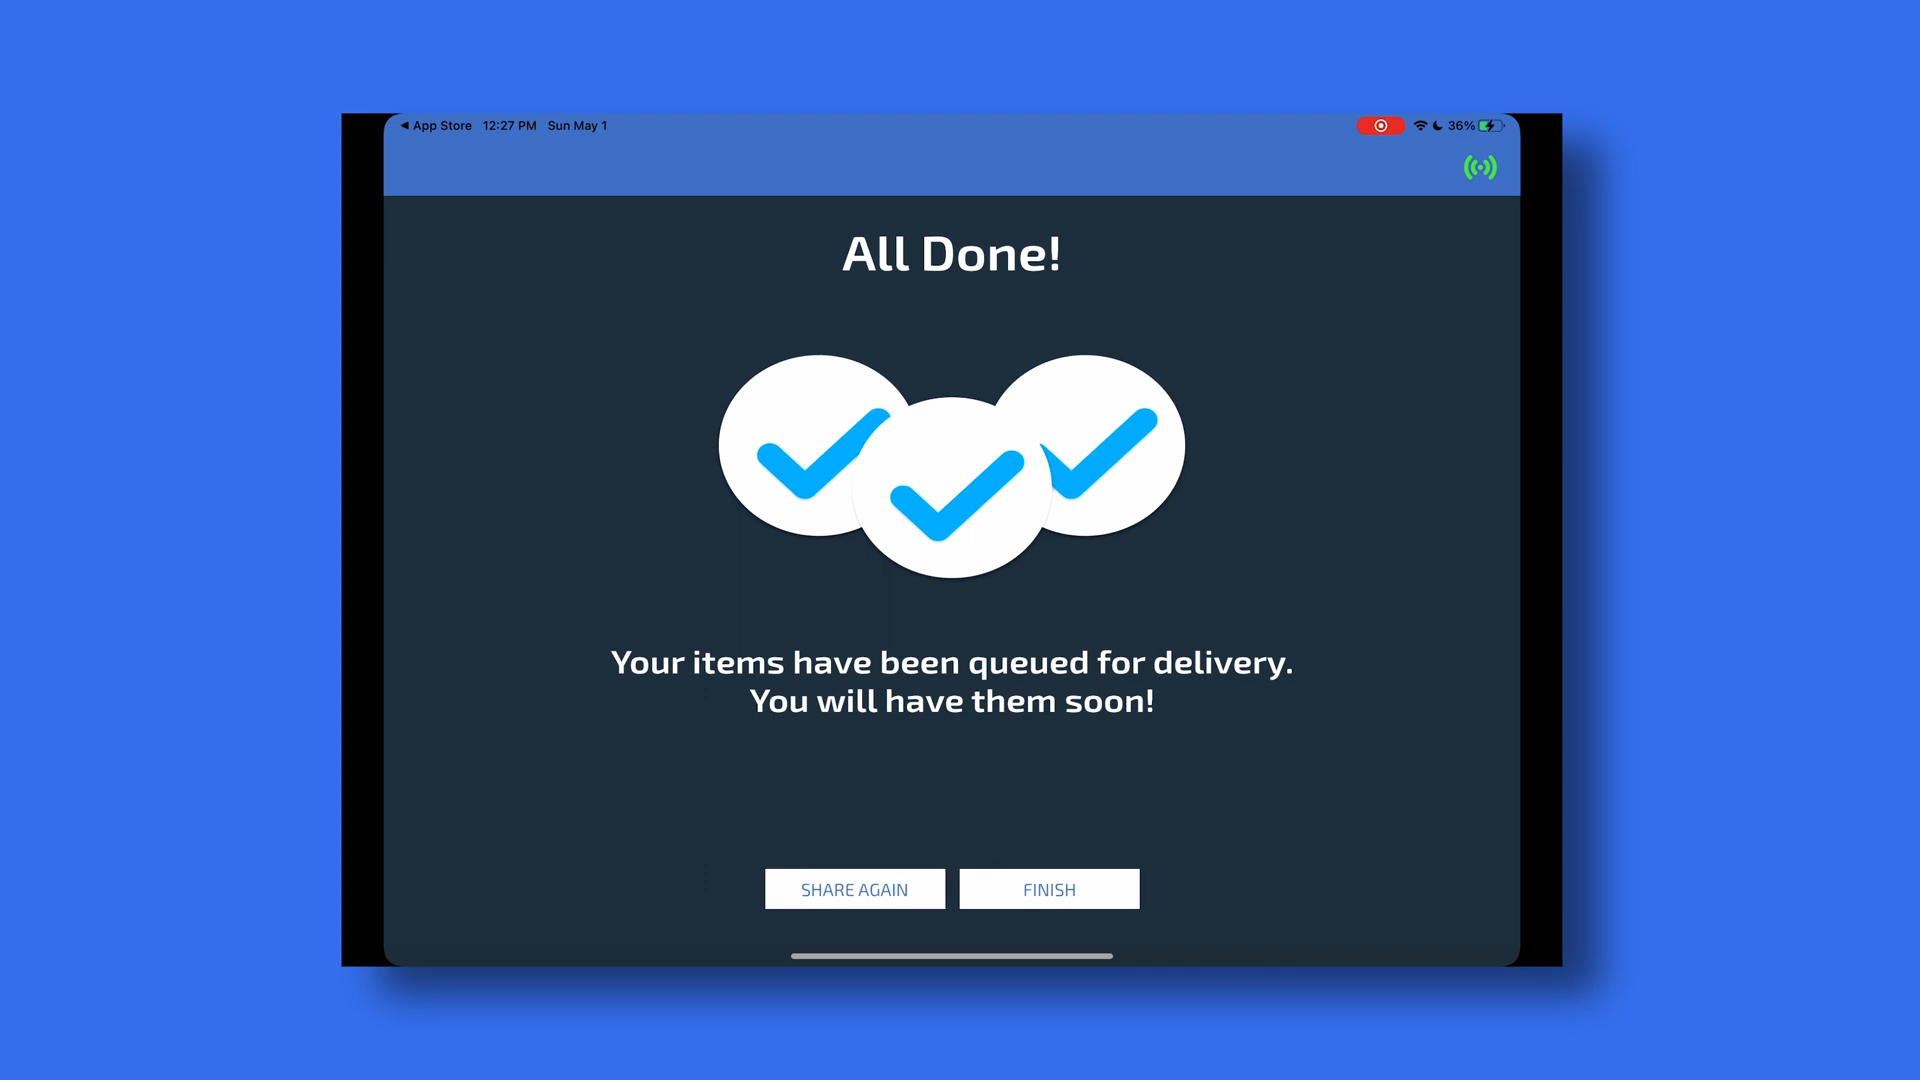 ◀ App Store 12:27 PM Sun May 1 36%
All Done!
Your items have been queued for delivery.
You will have them soon!
SHARE AGAIN FINISH